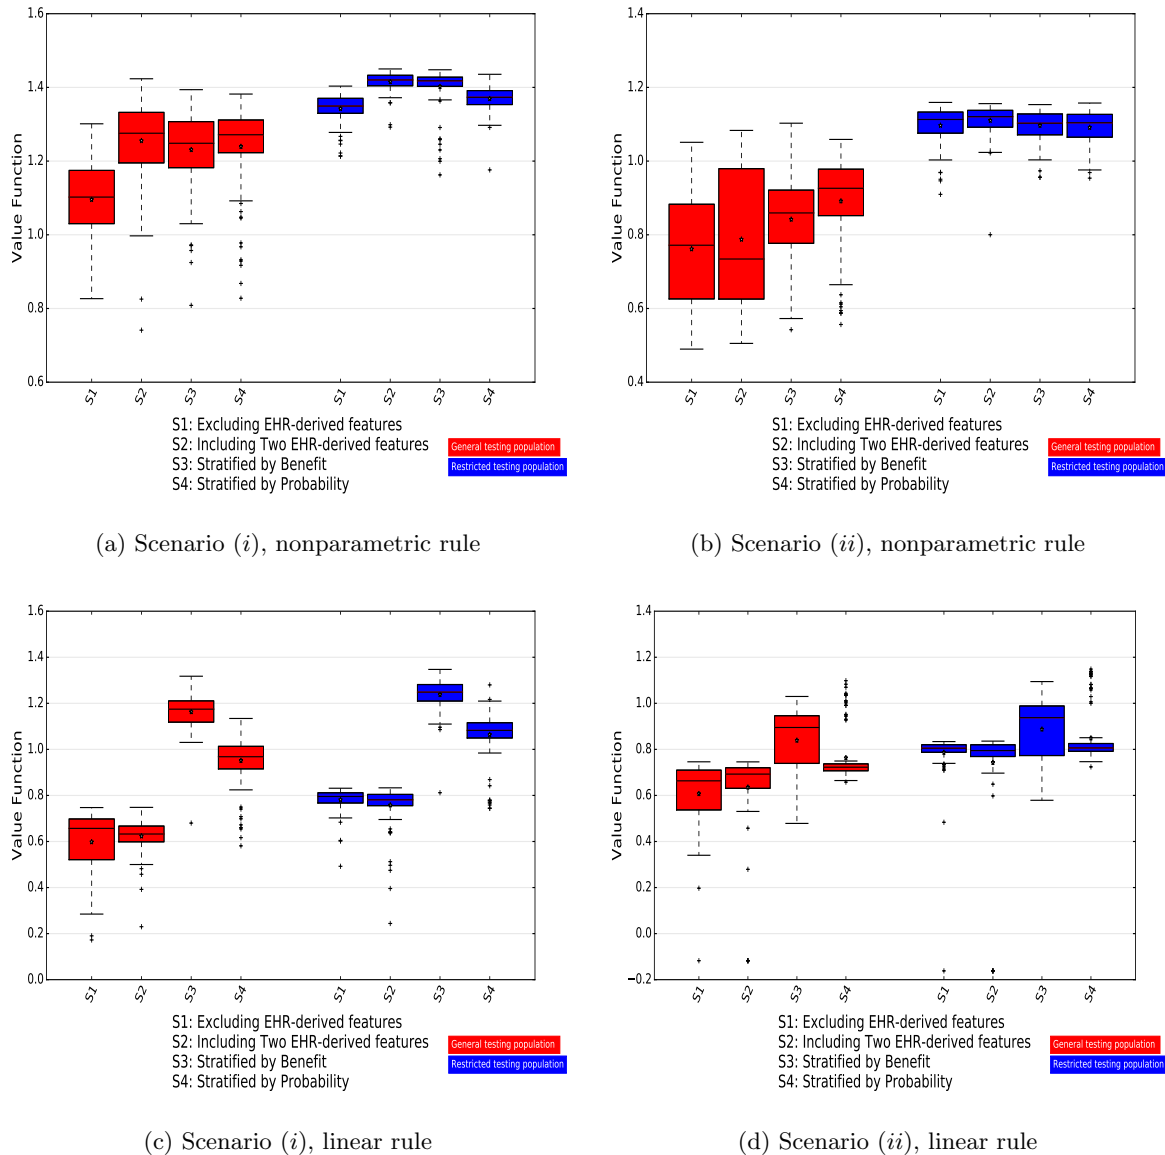 1.6
1.4
1.2
1.0
0.8
0.6
Value Function
S1 S2 S3 S4 S1 S2 S3 S4
S1: Excluding EHR-derived features
S2: Including Two EHR-derived features
S3: Stratified by Benefit
S4: Stratified by Probability
General testing population
Restricted testing population
(a) Scenario (i), nonparametric rule
1.4
1.2
1.0
0.8
0.6
0.4
Value Function
S1 S2 S3 S4 S1 S2 S3 S4
S1: Excluding EHR-derived features
S2: Including Two EHR-derived features
S3: Stratified by Benefit
S4: Stratified by Probability
General testing population
Restricted testing population
(b) Scenario (ii), nonparametric rule
1.6
1.4
1.2
1.0
0.8
0.6
0.4
0.2
0.0
Value Function
S1 S2 S3 S4 S1 S2 S3 S4
S1: Excluding EHR-derived features
S2: Including Two EHR-derived features
S3: Stratified by Benefit
S4: Stratified by Probability
General testing population
Restricted testing population
(c) Scenario (i), linear rule
1.4
1.2
1.0
0.8
0.6
0.4
0.2
0.0
−0.2
Value Function
S1 S2 S3 S4 S1 S2 S3 S4
S1: Excluding EHR-derived features
S2: Including Two EHR-derived features
S3: Stratified by Benefit
S4: Stratified by Probability
General testing population
Restricted testing population
(d) Scenario (ii), linear rule